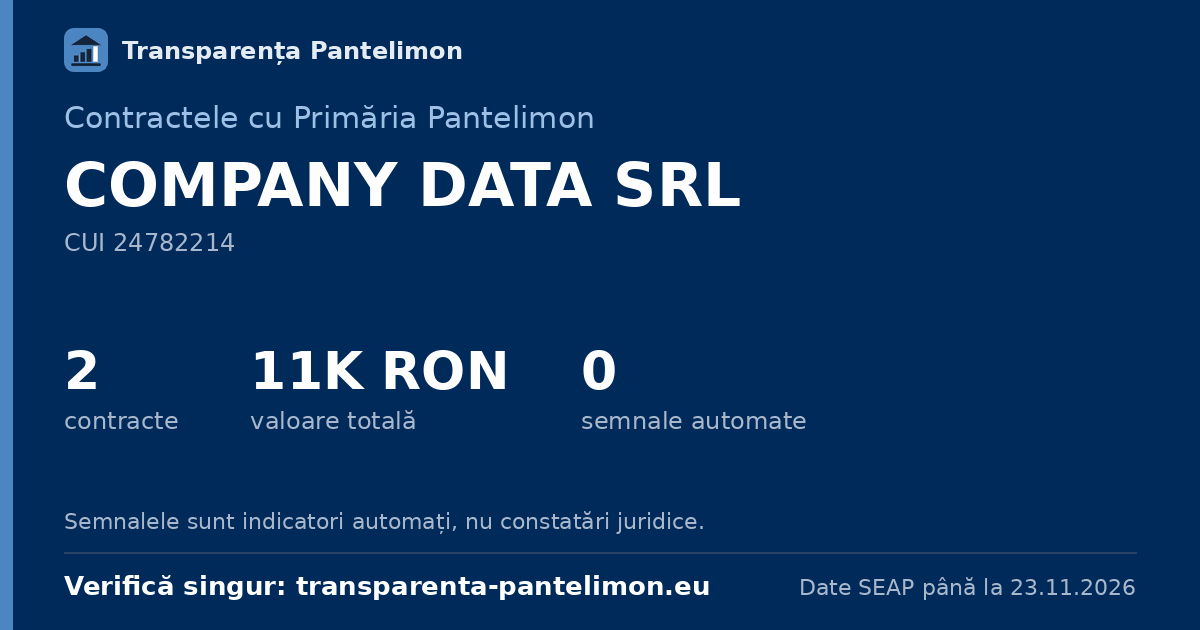 Transparența Pantelimon
Contractele cu Primăria Pantelimon
COMPANY DATA SRL
CUI 24782214
2
contracte
11K RON
valoare totală
0
semnale automate
Semnalele sunt indicatori automați, nu constatări juridice.
Verifică singur: transparenta-pantelimon.eu
Date SEAP până la 23.11.2026